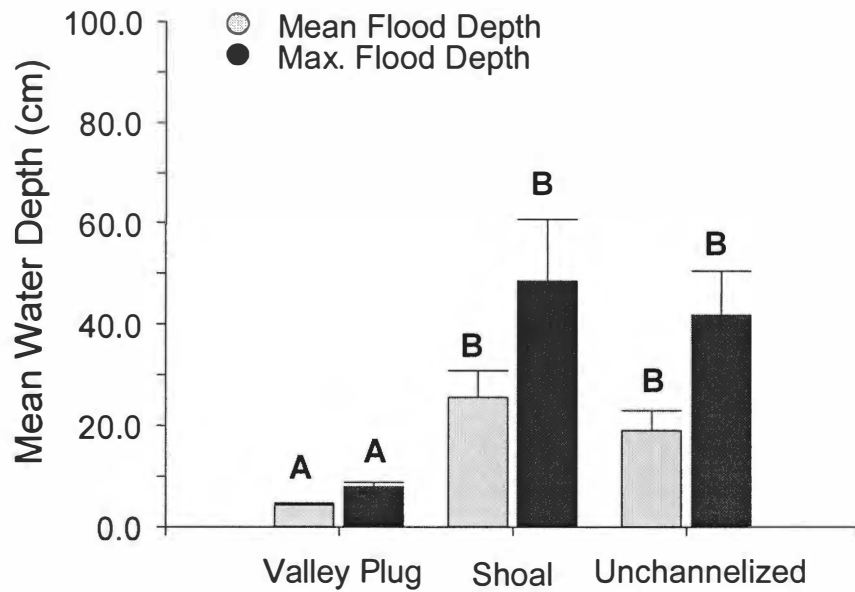 100.0
80.0
60.0
40.0
20.0
0.0
Mean Water Depth (cm)
Mean Flood Depth
Max. Flood Depth
A
A
B
B
B
B
Valley Plug
Shoal
Unchannelized